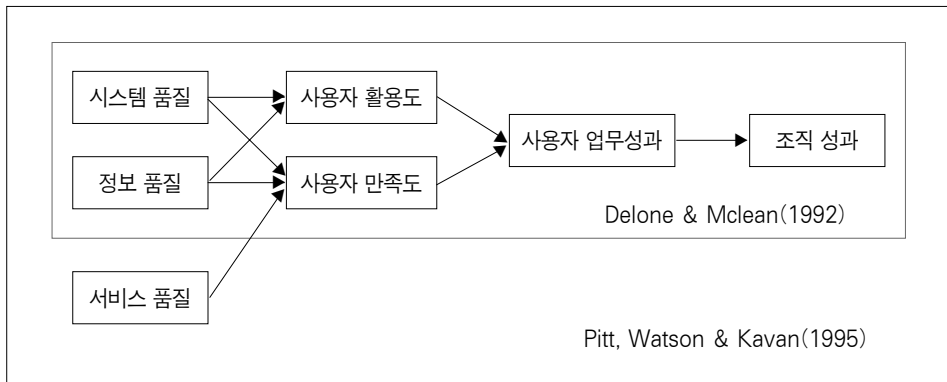 시스템 품질
사용자 활용도
사용자 업무성과
조직 성과
정보 품질
사용자 만족도
Delone & Mclean(1992)
서비스 품질
Pitt, Watson & Kavan(1995)